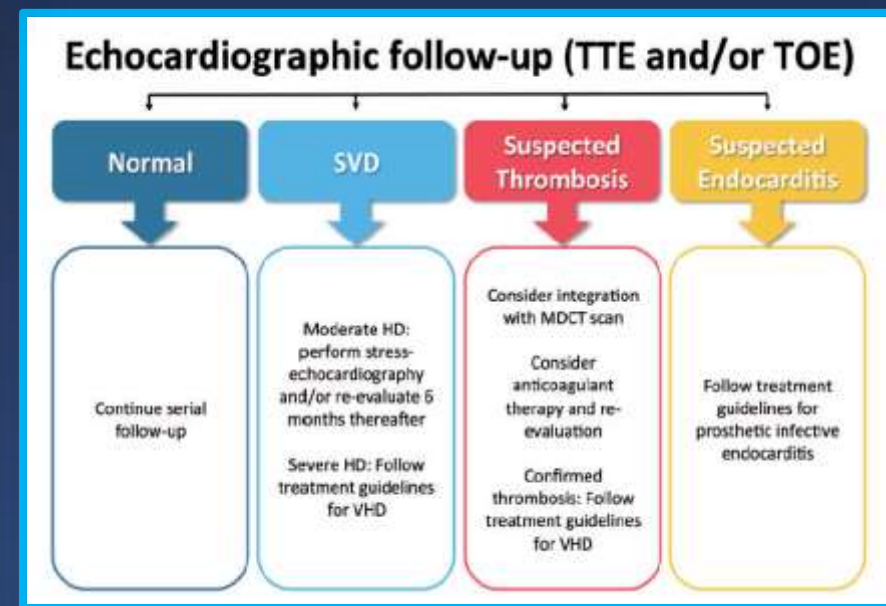 Echocardiographic follow-up (TTE and/or TOE)
Normal
SVD
Suspected
Thrombosis
Suspected
Endocarditis
Continue serial
follow-up
Moderate HD:
perform stress-
echocardiography
and/or re-evaluate 6
months thereafter
Severe HD: Follow
treatment guidelines
for VHD
Consider integration
with MDCT scan
Consider
anticoagulant
therapy and re-
evaluation
Confirmed
thrombosis: Follow
treatment guidelines
for VHD
Follow treatment
guidelines for
prosthetic infective
endocarditis